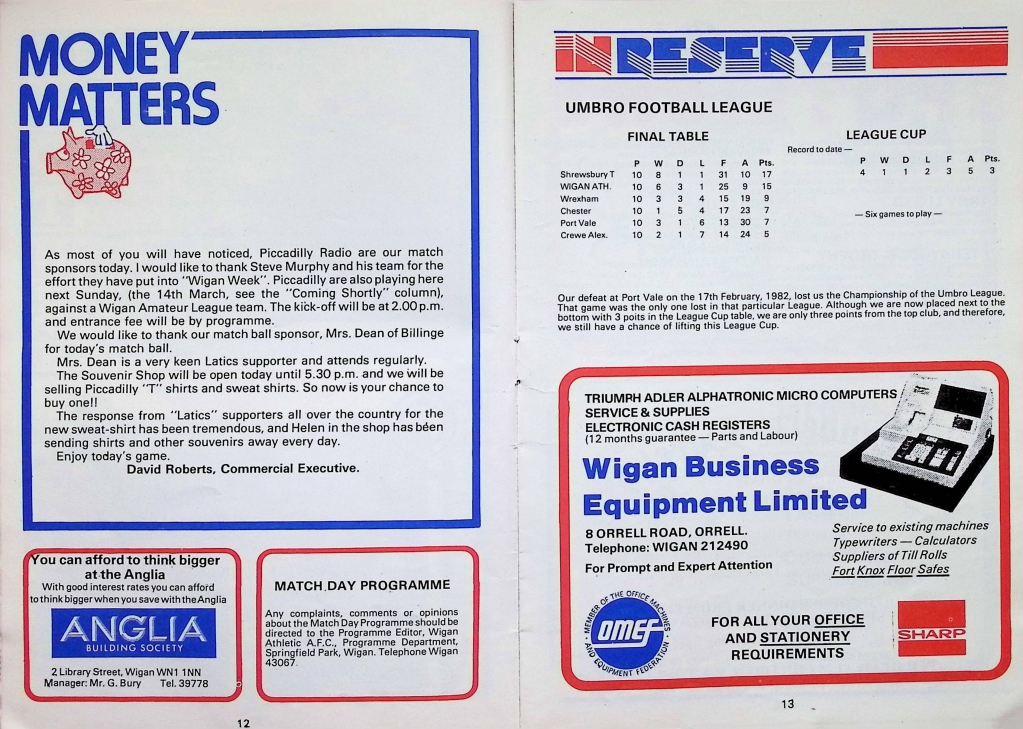 MONEY
MATTERS
As most of you will have noticed, Piccadilly Radio are our match
sponsors today. I would like to thank Steve Murphy and his team for the
effort they have put into "Wigan Week". Piccadilly are also playing here
next Sunday, (the 14th March, see the "Coming Shortly" column),
against a Wigan Amateur League team. The kick-off will be at 2.00 p.m.
and entrance fee will be by programme.
We would like to thank our match ball sponsor, Mrs. Dean of Billinge
for today's match ball.
Mrs. Dean is a very keen Latics supporter and attends regularly.
The Souvenir Shop will be open today until 5.30 p.m. and we will be
selling Piccadilly "T" shirts and sweat shirts. So now is your chance to
buy one!!
The response from "Latics" supporters all over the country for the
new sweat-shirt has been tremendous, and Helen in the shop has been
sending shirts and other souvenirs away every day.
Enjoy today's game.
David Roberts, Commercial Executive.
You can afford to think bigger
at the Anglia
With good interest rates you can afford
to think bigger when you save with the Anglia
ANGLIA
BUILDING SOCIETY
2 Library Street, Wigan WN1 1NN
Manager: Mr. G. Bury Tel. 39778
MATCH DAY PROGRAMME
Any complaints, comments or opinions
about the Match Day Programme should be
directed to the Programme Editor, Wigan
Athletic A.F.C., Programme Department,
Springfield Park, Wigan. Telephone Wigan
43067.
12
IN RESERVE
UMBRO FOOTBALL LEAGUE
FINAL TABLE
P W D L F A Pts.
Shrewsbury T 10 8 1 1 31 10 17
WIGAN ATH. 10 6 3 1 25 9 15
Wrexham 10 3 3 4 15 19 9
Chester 10 1 5 4 17 23 7
Port Vale 10 3 1 6 13 30 7
Crewe Alex. 10 2 1 7 14 24 5
LEAGUE CUP
Record to date —
P W D L F A Pts.
4 1 1 2 3 5 3
— Six games to play —
Our defeat at Port Vale on the 17th February, 1982, lost us the Championship of the Umbro League.
That game was the only one lost in that particular League. Although we are now placed next to the
bottom with 3 poits in the League Cup table, we are only three points from the top club, and therefore,
we still have a chance of lifting this League Cup.
TRIUMPH ADLER ALPHATRONIC MICRO COMPUTERS
SERVICE & SUPPLIES
ELECTRONIC CASH REGISTERS
(12 months guarantee — Parts and Labour)
Wigan Business
Equipment Limited
8 ORRELL ROAD, ORRELL.
Telephone: WIGAN 212490
For Prompt and Expert Attention
Service to existing machines
Typewriters — Calculators
Suppliers of Till Rolls
Fort Knox Floor Safes
MEMBER OF THE OFFICE MACHINES
omef
AND EQUIPMENT FEDERATION
FOR ALL YOUR OFFICE
AND STATIONERY
REQUIREMENTS
SHARP
13